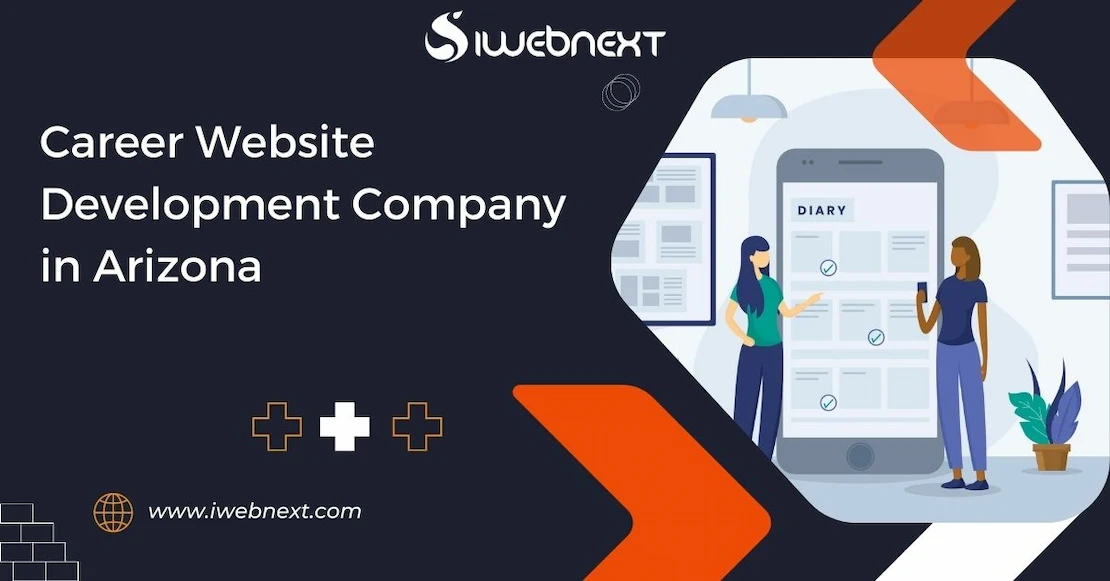 iWEBNEXT
Career Website
Development Company
in Arizona
DIARY
www.iwebnext.com